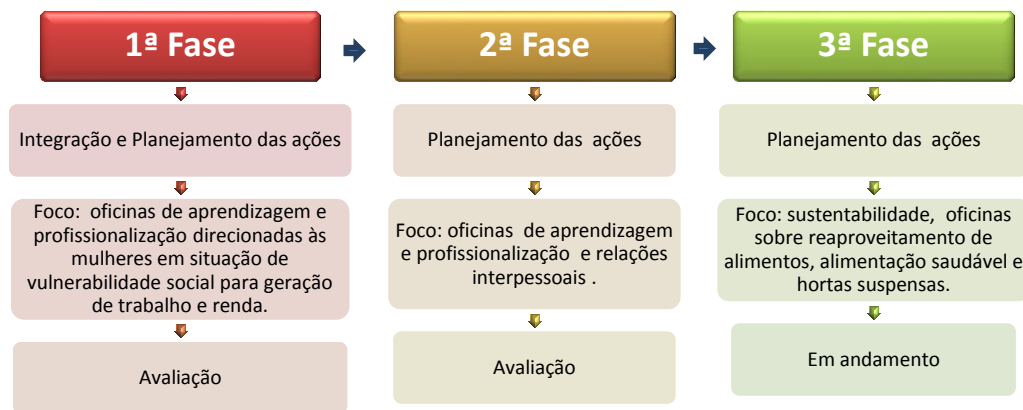 1ª Fase
Integração e Planejamento das ações
Foco: oficinas de aprendizagem e
profissionalização direcionadas às
mulheres em situação de
vulnerabilidade social para geração
de trabalho e renda.
Avaliação
2ª Fase
Planejamento das ações
Foco: oficinas de aprendizagem
e profissionalização e relações
interpessoais .
Avaliação
3ª Fase
Planejamento das ações
Foco: sustentabilidade, oficinas
sobre reaproveitamento de
alimentos, alimentação saudável e
hortas suspensas.
Em andamento